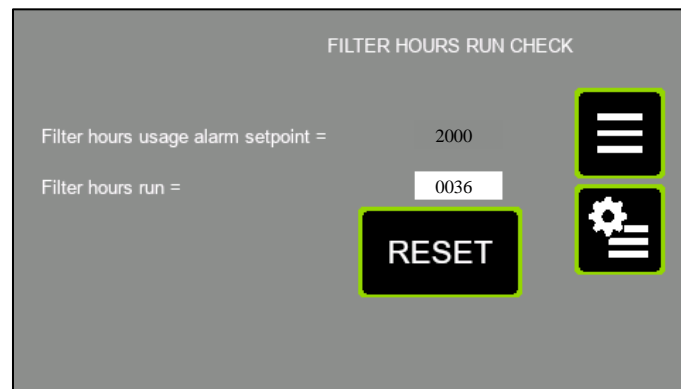 FILTER HOURS RUN CHECK
Filter hours usage alarm setpoint = 2000
Filter hours run = 0036
RESET